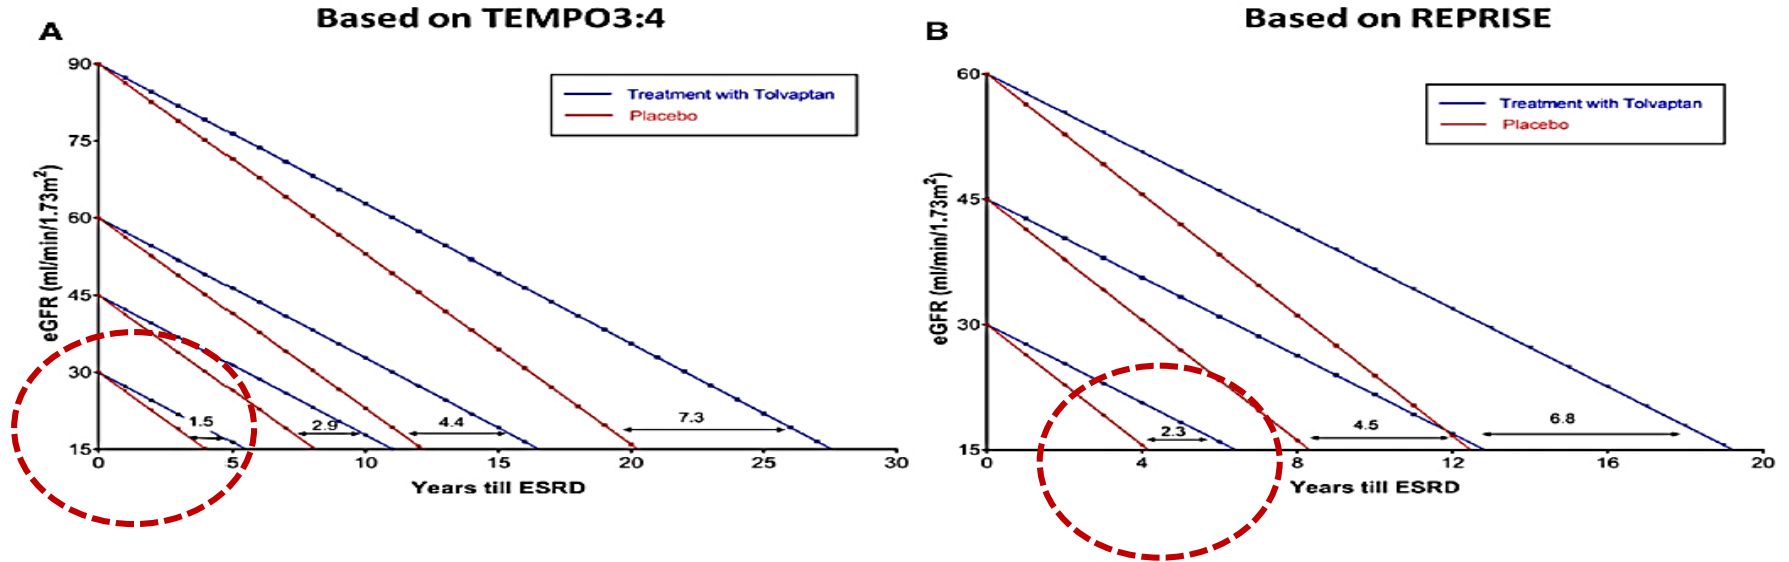 Based on TEMPO3:4
A
Treatment with Tolvaptan
Placebo
eGFR (ml/min/1.73m²)
90
75
60
45
30
15
1.5
2.9
4.4
7.3
0 5 10 15 20 25 30
Years till ESRD
Based on REPRISE
B
Treatment with Tolvaptan
Placebo
eGFR (ml/min/1.73m²)
60
45
30
15
2.3
4.5
6.8
0 4 8 12 16 20
Years till ESRD